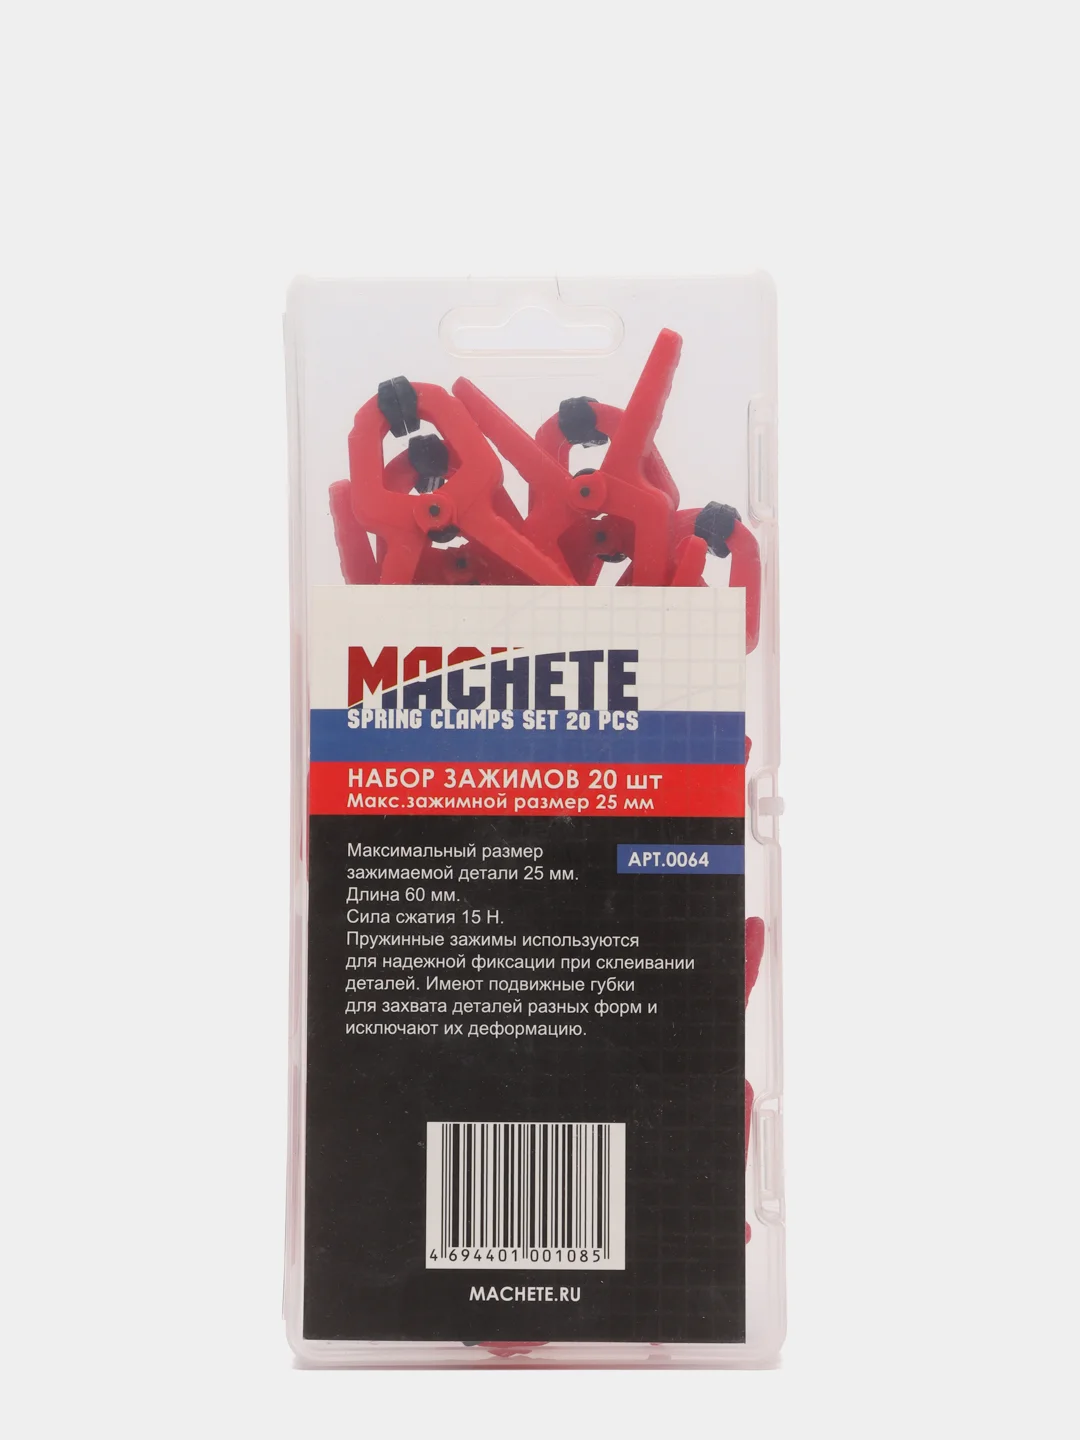 MACHETE
SPRING CLAMPS SET 20 PCS
НАБОР ЗАЖИМОВ 20 шт
Макс.зажимной размер 25 мм
АРТ.0064
Максимальный размер
зажимаемой детали 25 мм.
Длина 60 мм.
Сила сжатия 15 Н.
Пружинные зажимы используются
для надежной фиксации при склеивании
деталей. Имеют подвижные губки
для захвата деталей разных форм и
исключают их деформацию.
4 694401 001085
MACHETE.RU